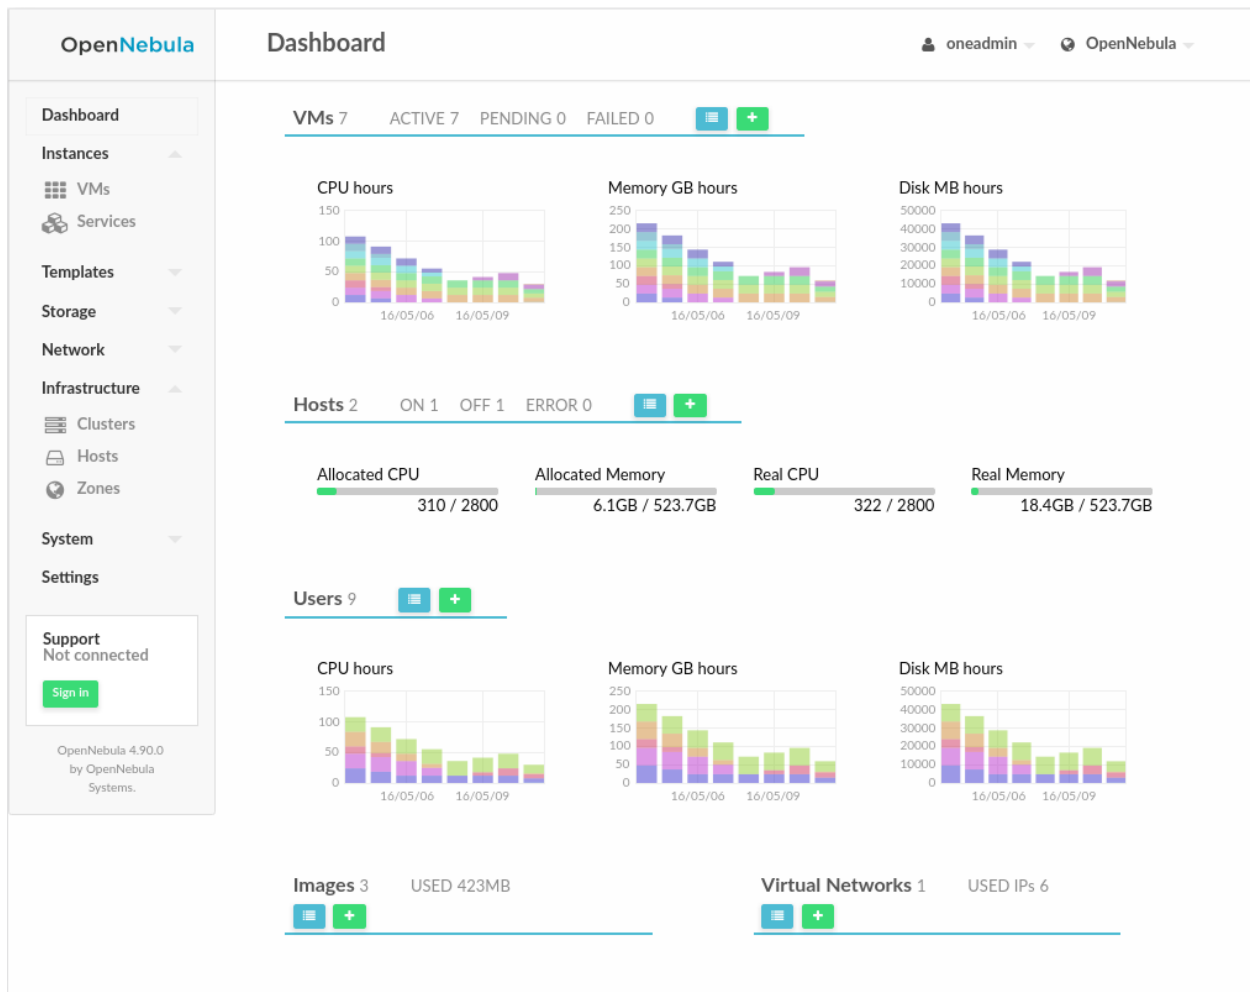 OpenNebula
Dashboard
oneadmin
OpenNebula
Dashboard
Instances
VMs
Services
Templates
Storage
Network
Infrastructure
Clusters
Hosts
Zones
System
Settings
Support
Not connected
Sign in
OpenNebula 4.90.0
by OpenNebula
Systems.
VMs 7 ACTIVE 7 PENDING 0 FAILED 0
CPU hours
150
100
50
0
16/05/06 16/05/09
Memory GB hours
250
200
150
100
50
0
16/05/06 16/05/09
Disk MB hours
50000
40000
30000
20000
10000
0
16/05/06 16/05/09
Hosts 2 ON 1 OFF 1 ERROR 0
Allocated CPU
310 / 2800
Allocated Memory
6.1GB / 523.7GB
Real CPU
322 / 2800
Real Memory
18.4GB / 523.7GB
Users 9
CPU hours
150
100
50
0
16/05/06 16/05/09
Memory GB hours
250
200
150
100
50
0
16/05/06 16/05/09
Disk MB hours
50000
40000
30000
20000
10000
0
16/05/06 16/05/09
Images 3 USED 423MB
Virtual Networks 1 USED IPs 6